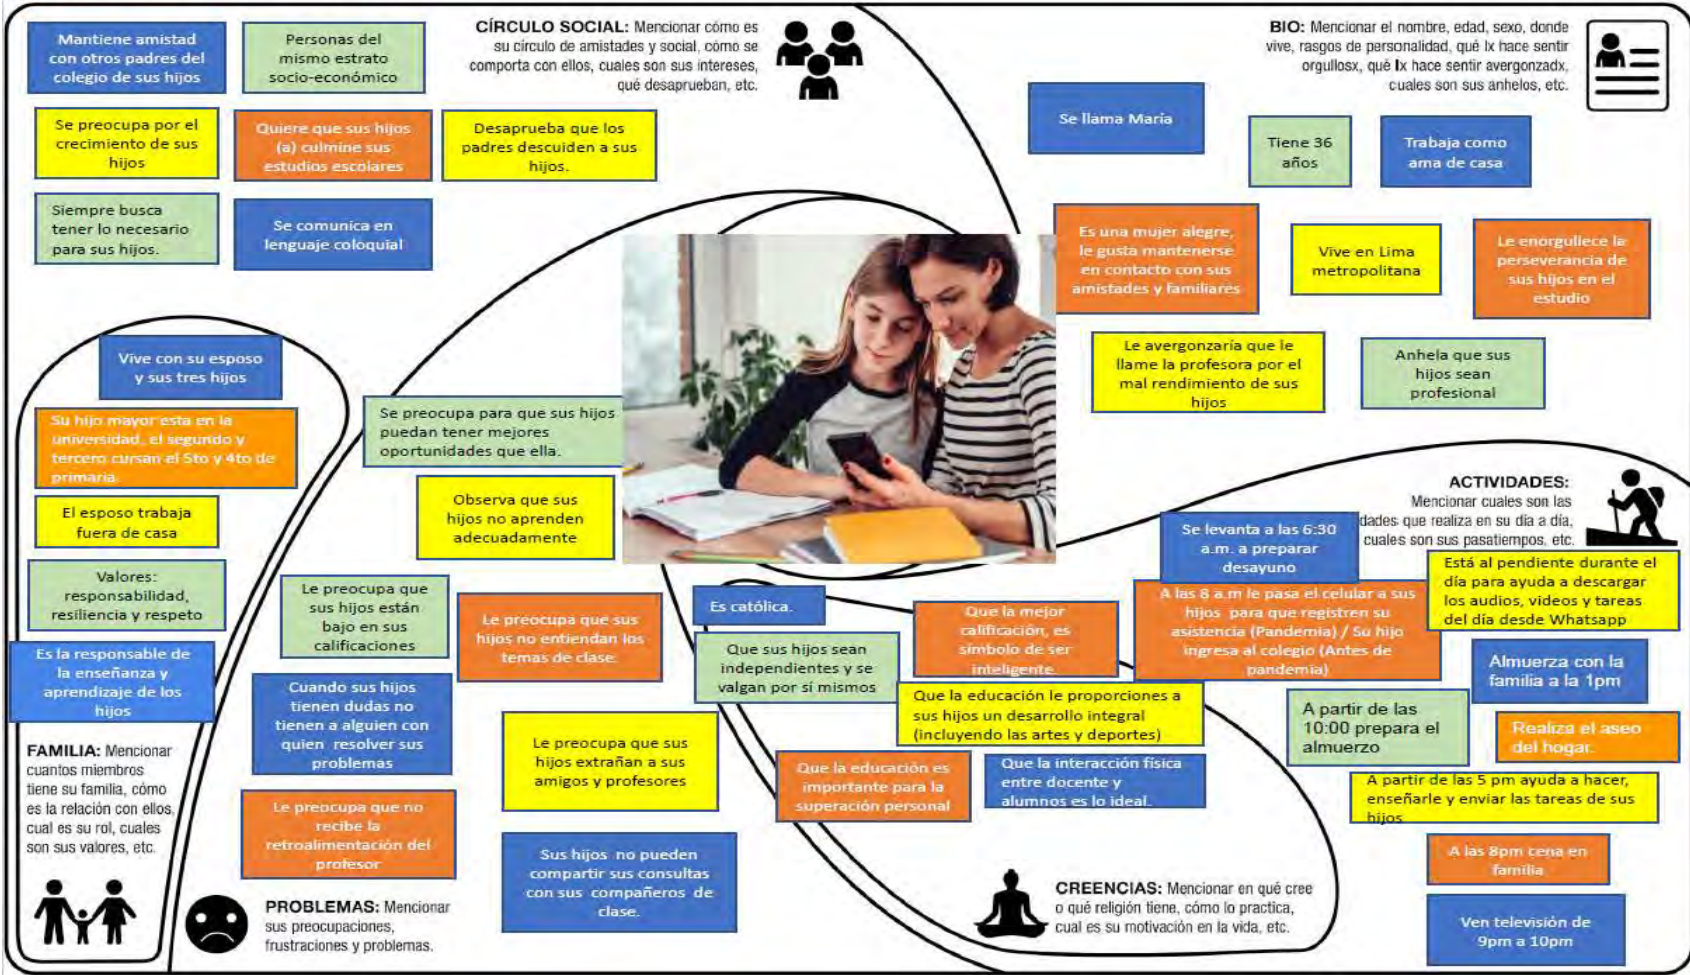 Mantiene amistad
con otros padres del
colegio de sus hijos
Personas del
mismo estrato
socio-económico
CÍRCULO SOCIAL: Mencionar cómo es
su círculo de amistades y social, cómo se
comporta con ellos, cuales son sus intereses,
qué desaprueban, etc.
Se preocupa por el
crecimiento de sus
hijos
Quiere que sus hijos
(a) culmine sus
estudios escolares
Desaprueba que los
padres descuiden a sus
hijos.
Siempre busca
tener lo necesario
para sus hijos.
Se comunica en
lenguaje coloquial
BIO: Mencionar el nombre, edad, sexo, donde
vive, rasgos de personalidad, qué lx hace sentir
orgullosx, qué lx hace sentir avergonzadx,
cuales son sus anhelos, etc.
Se llama María
Tiene 36
años
Trabaja como
ama de casa
Es una mujer alegre,
le gusta mantenerse
en contacto con sus
amistades y familiares
Vive en Lima
metropolitana
Le enorgullece la
perseverancia de
sus hijos en el
estudio
Le avergonzaría que le
llame la profesora por el
mal rendimiento de sus
hijos
Anhela que sus
hijos sean
profesional
Vive con su esposo
y sus tres hijos
Su hijo mayor esta en la
universidad, el segundo y
tercero cursan el 5to y 4to de
primaria.
El esposo trabaja
fuera de casa
Valores:
responsabilidad,
resiliencia y respeto
Es la responsable de
la enseñanza y
aprendizaje de los
hijos
FAMILIA: Mencionar
cuantos miembros
tiene su familia, cómo
es la relación con ellos,
cual es su rol, cuales
son sus valores, etc.
Se preocupa para que sus hijos
puedan tener mejores
oportunidades que ella.
Observa que sus
hijos no aprenden
adecuadamente
Le preocupa que
sus hijos están
bajo en sus
calificaciones
Le preocupa que sus
hijos no entiendan los
temas de clase.
Cuando sus hijos
tienen dudas no
tienen a alguien con
quien resolver sus
problemas
Le preocupa que sus
hijos extrañan a sus
amigos y profesores
Le preocupa que no
recibe la
retroalimentación del
profesor
Sus hijos no pueden
compartir sus consultas
con sus compañeros de
clase.
PROBLEMAS: Mencionar
sus preocupaciones,
frustraciones y problemas.
Es católica.
Que la mejor
calificación, es
símbolo de ser
inteligente.
Que sus hijos sean
independientes y se
valgan por sí mismos
Que la educación le proporciones a
sus hijos un desarrollo integral
(incluyendo las artes y deportes)
Que la educación es
importante para la
superación personal
Que la interacción física
entre docente y
alumnos es lo ideal.
CREENCIAS: Mencionar en qué cree
o qué religión tiene, cómo lo practica,
cual es su motivación en la vida, etc.
ACTIVIDADES:
Mencionar cuales son las
dades que realiza en su día a día,
cuales son sus pasatiempos, etc.
Se levanta a las 6:30
a.m. a preparar
desayuno
A las 8 a.m le pasa el celular a sus
hijos para que registren su
asistencia (Pandemia) / Su hijo
ingresa al colegio (Antes de
pandemia)
Está al pendiente durante el
día para ayuda a descargar
los audios, videos y tareas
del día desde Whatsapp
Almuerza con la
familia a la 1pm
A partir de las
10:00 prepara el
almuerzo
Realiza el aseo
del hogar.
A partir de las 5 pm ayuda a hacer,
enseñarle y enviar las tareas de sus
hijos
A las 8pm cena en
familia
Ven televisión de
9pm a 10pm